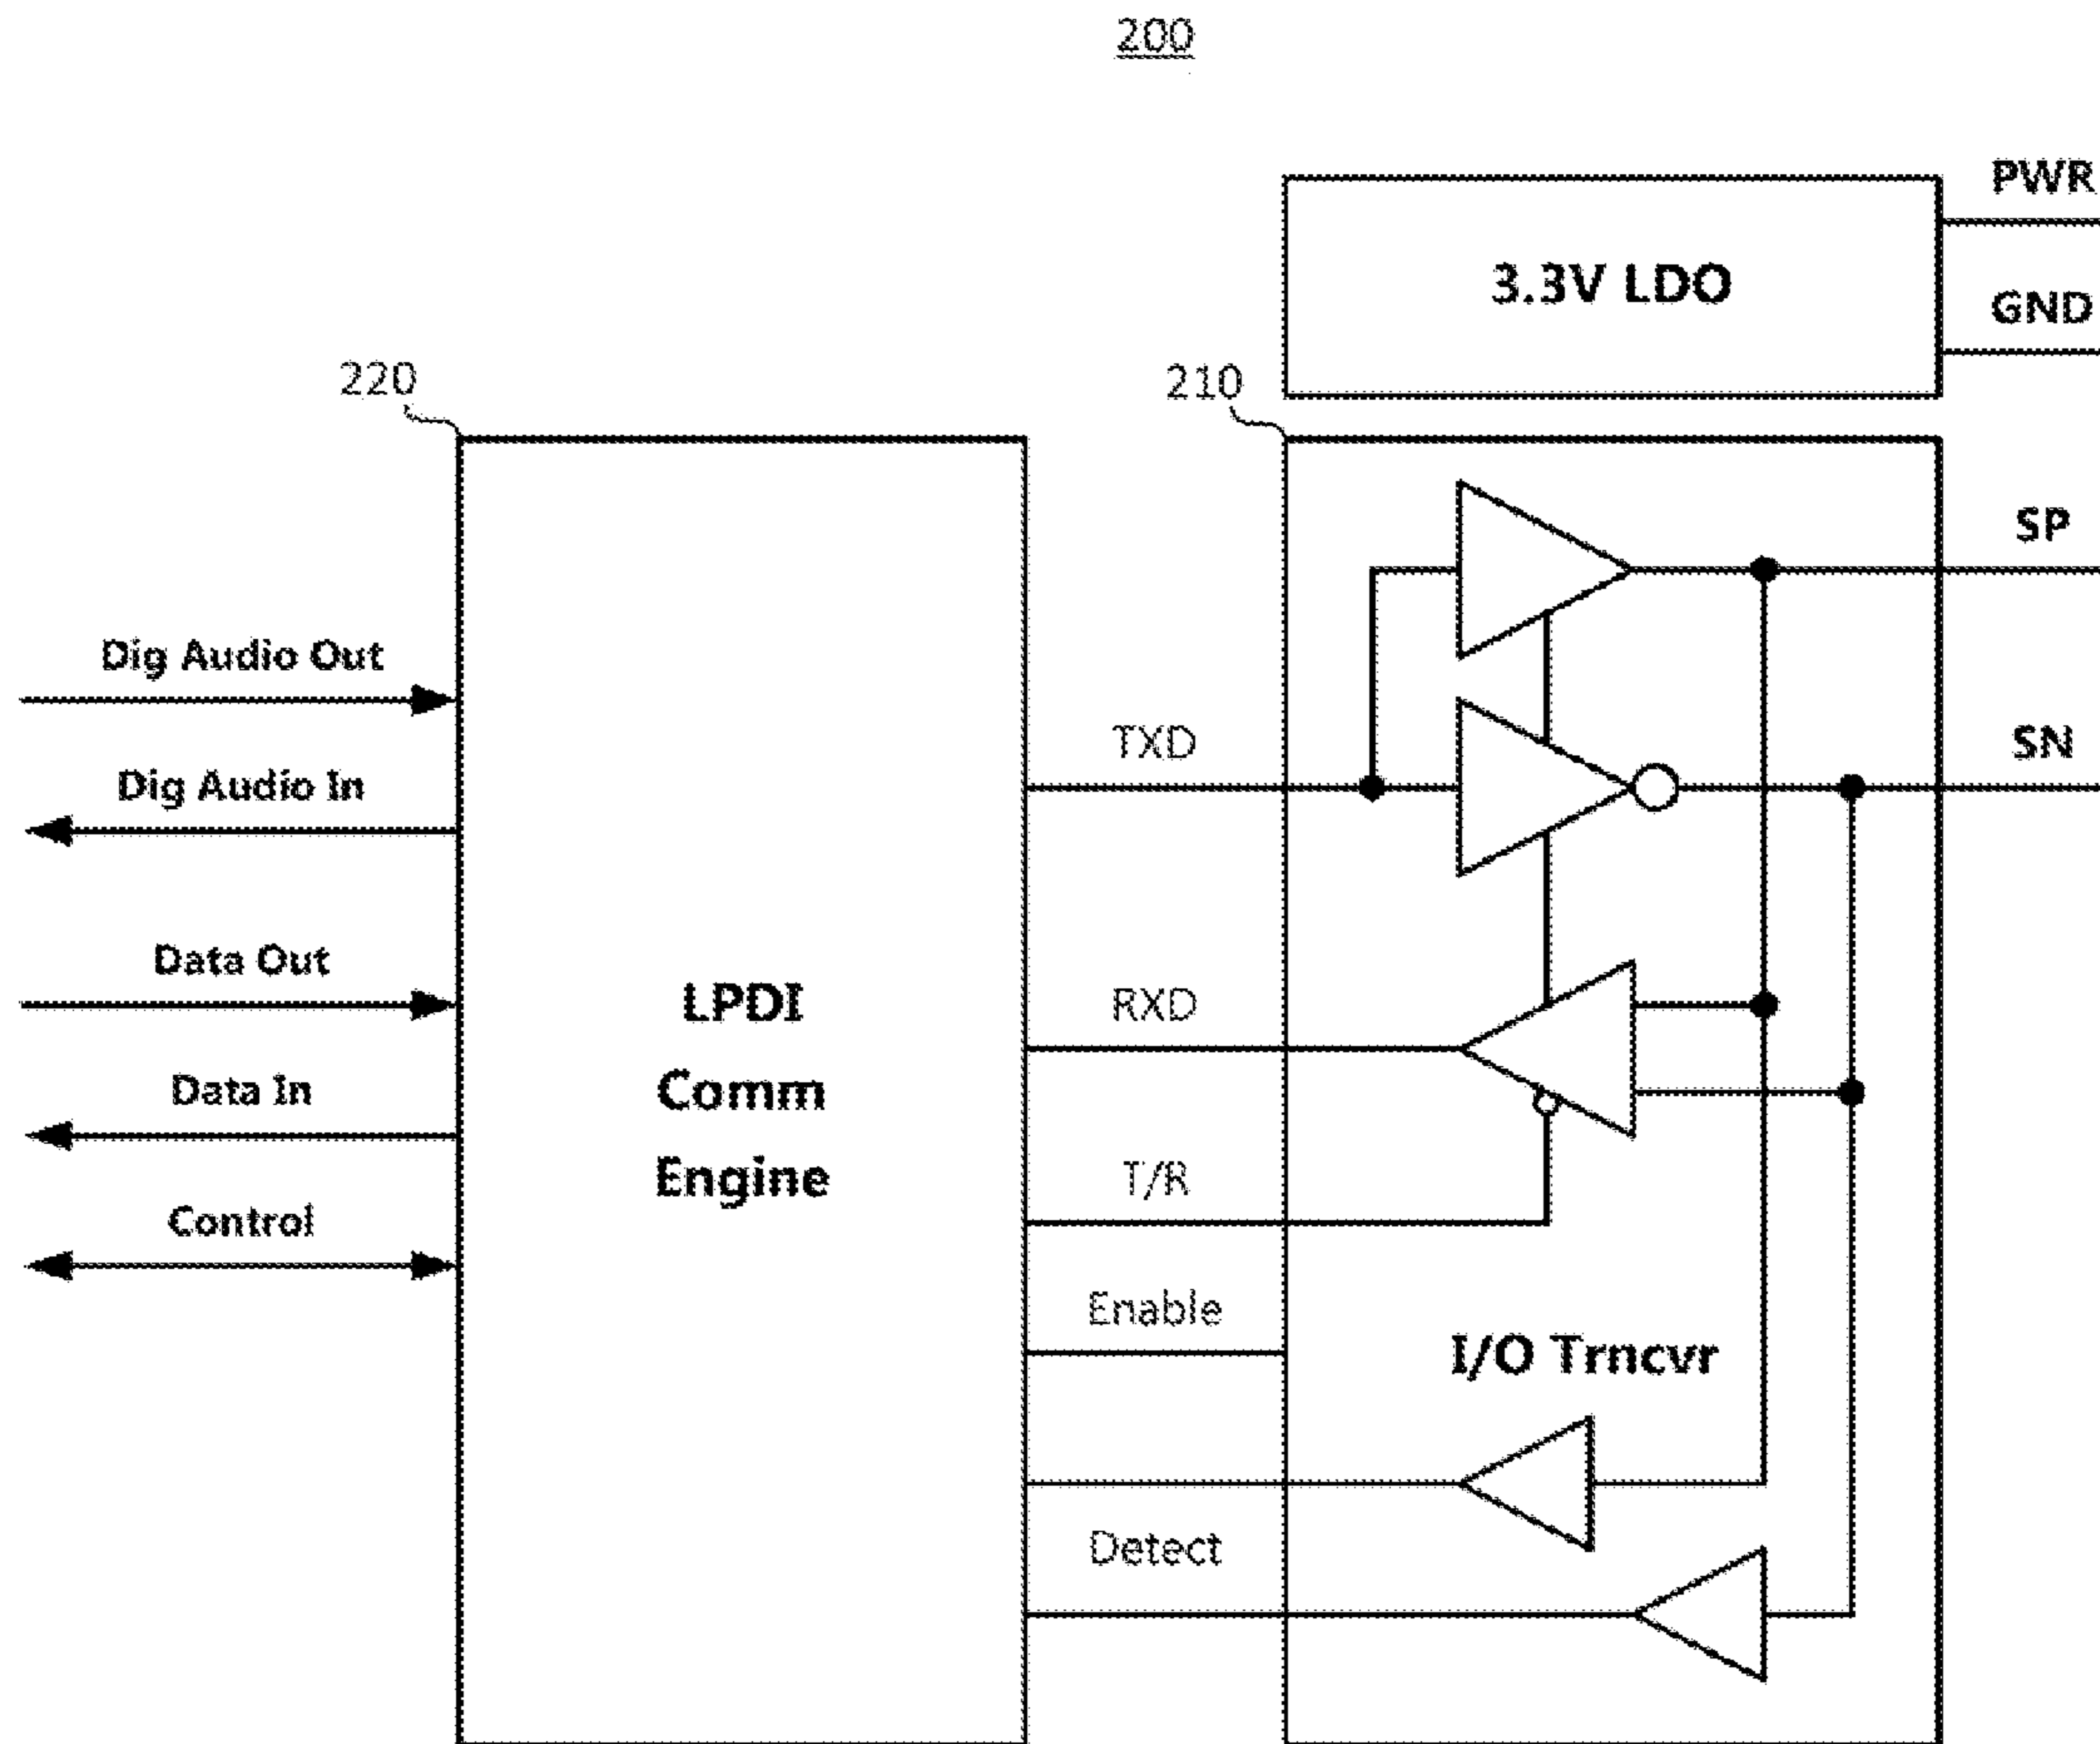 200
PWR
3.3V LDO
GND
220
210
SP
Dig Audio Out
TXD
SN
Dig Audio In
Data Out
LPDI
Comm
Engine
RXD
Data In
T/R
Control
Enable
I/O Trncvr
Detect